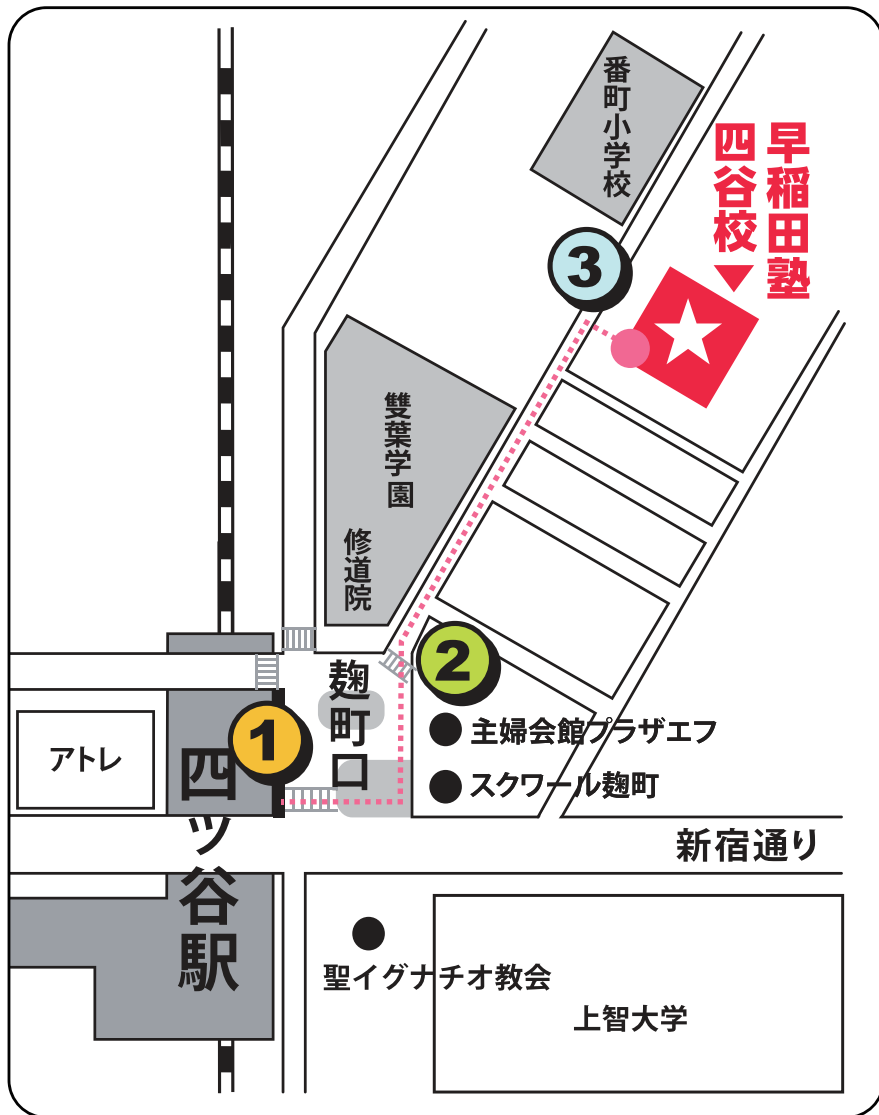 番町小学校
早稲田塾
四谷校
3
雙葉学園
修道院
2
麹町口
1
主婦会館プラザエフ
アトレ
スクワール麹町
四ツ谷駅
新宿通り
聖イグナチオ教会
上智大学